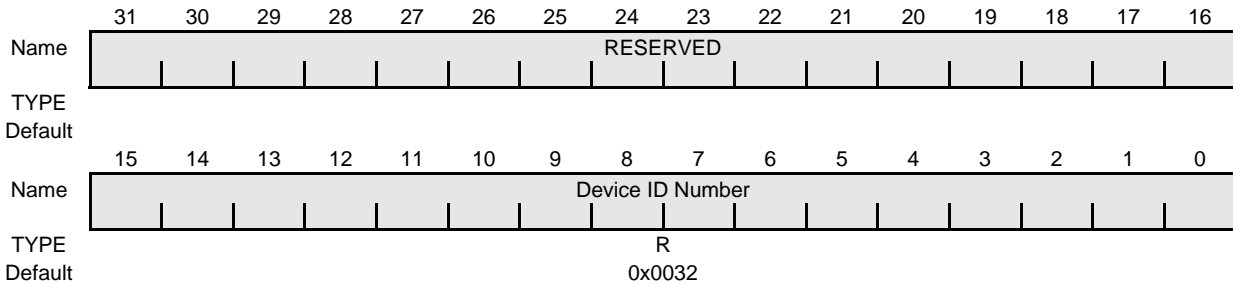 31 30 29 28 27 26 25 24 23 22 21 20 19 18 17 16
Name RESERVED
TYPE
Default
15 14 13 12 11 10 9 8 7 6 5 4 3 2 1 0
Name Device ID Number
TYPE R
Default 0x0032